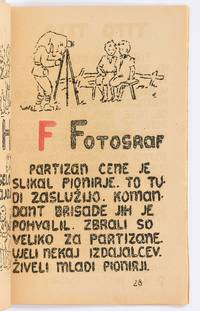 F FOTOGRAF
PARTIZAN ČENE JE
SLIKAL PIONIRJE. TO TU-
DI ZASLUŽIJO. KOMAN-
DANT BRIGADE JIH JE
POHVALIL. ZBRALI SO
VELIKO ZA PARTIZANE.
UJELI NEKAJ IZDAJALCEV.
ŽIVELI MLADI PIONIRJI.
28